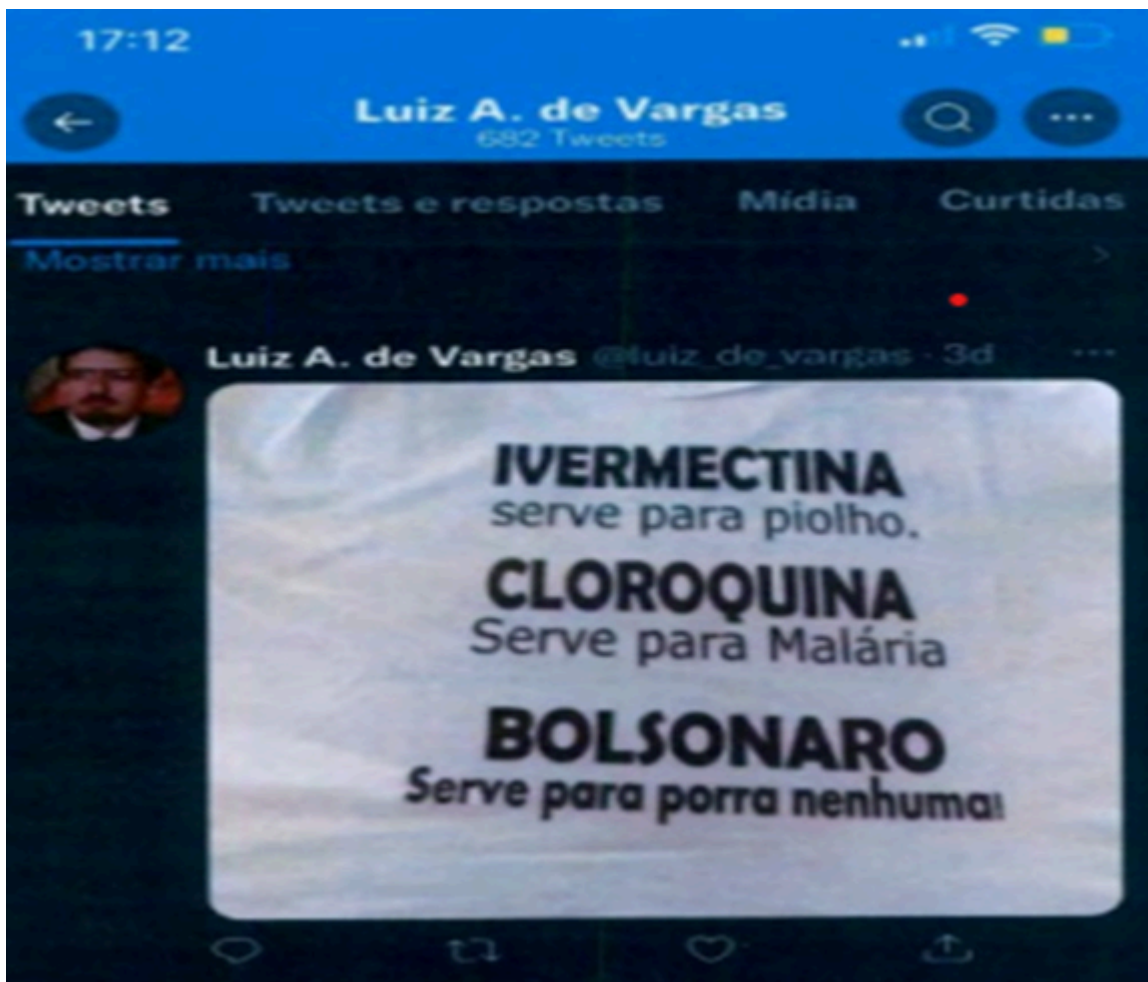 17:12
Luiz A. de Vargas
682 Tweets
Tweets Tweets e respostas Mídia Curtidas
Mostrar mais
Luiz A. de Vargas @luiz_de_vargas · 3d
IVERMECTINA
serve para piolho.
CLOROQUINA
Serve para Malária
BOLSONARO
Serve para porra nenhuma!